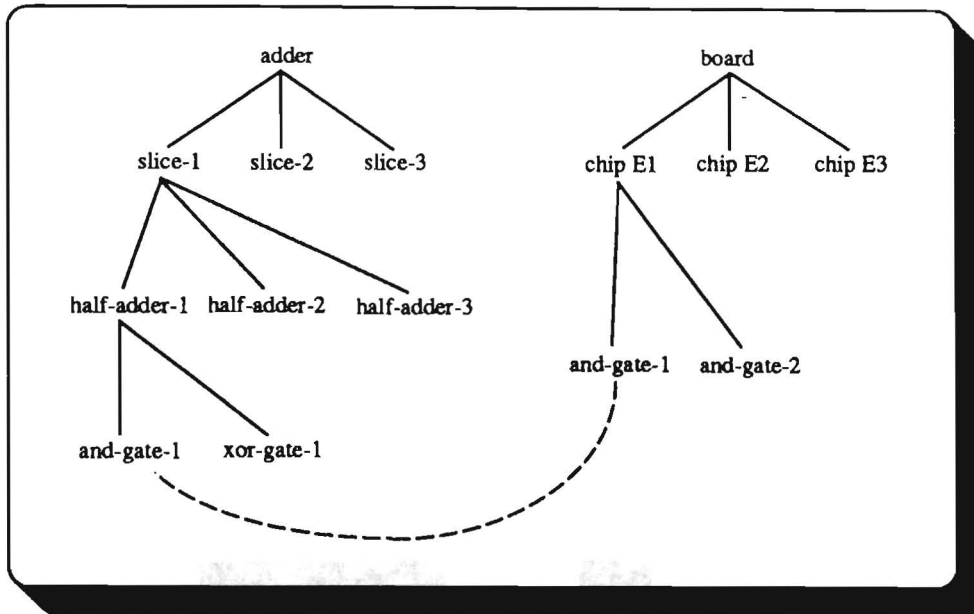 adder
board
slice-1 slice-2 slice-3
chip E1 chip E2 chip E3
half-adder-1 half-adder-2 half-adder-3
and-gate-1 and-gate-2
and-gate-1 xor-gate-1